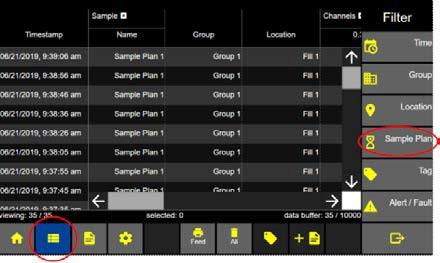 Sample
Channels
Filter
Timestamp
Name
Group
Location
0.3
06/21/2019, 9:39:06 am
Sample Plan 1
Group 1
Fill 1
06/21/2019, 9:38:56 am
Sample Plan 1
Group 1
Fill 1
06/21/2019, 9:38:46 am
Sample Plan 1
Group 1
Fill 1
06/21/2019, 9:38:36 am
Sample Plan 1
Group 1
Fill 1
06/21/2019, 9:38:26 am
Sample Plan 1
Group 1
Fill 1
06/21/2019, 9:38:05 am
Sample Plan 1
Group 1
Fill 1
06/21/2019, 9:37:55 am
Sample Plan 1
Group 1
Fill 1
06/21/2019, 9:37:45 am
Sample Plan 1
Group 1
Fill 1
Time
Group
Location
Sample Plan
Tag
Alert / Fault
viewing: 35 / 35
selected: 0
data buffer: 35 / 10000
Feed
All